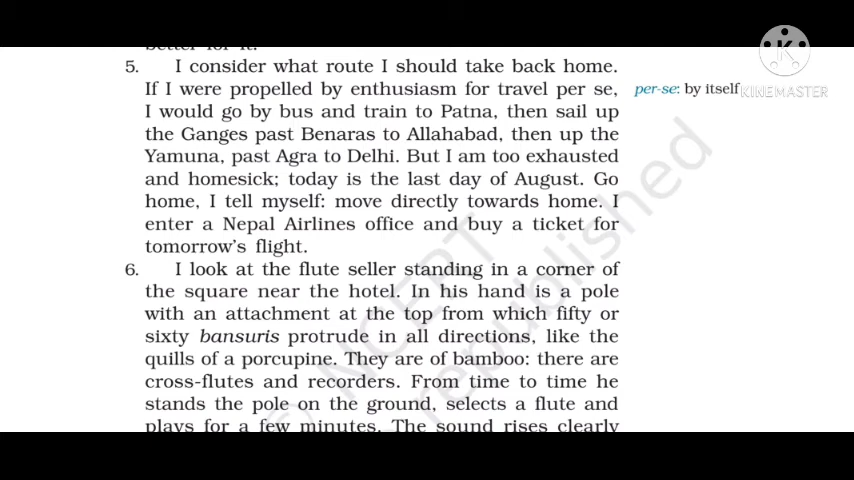 better for it.
5. I consider what route I should take back home.
If I were propelled by enthusiasm for travel per se,
I would go by bus and train to Patna, then sail up
the Ganges past Benaras to Allahabad, then up the
Yamuna, past Agra to Delhi. But I am too exhausted
and homesick; today is the last day of August. Go
home, I tell myself: move directly towards home. I
enter a Nepal Airlines office and buy a ticket for
tomorrow's flight.
per-se: by itself
KINEMASTER
6. I look at the flute seller standing in a corner of
the square near the hotel. In his hand is a pole
with an attachment at the top from which fifty or
sixty bansuris protrude in all directions, like the
quills of a porcupine. They are of bamboo: there are
cross-flutes and recorders. From time to time he
stands the pole on the ground, selects a flute and
plays for a few minutes. The sound rises clearly
© NCERT
republished